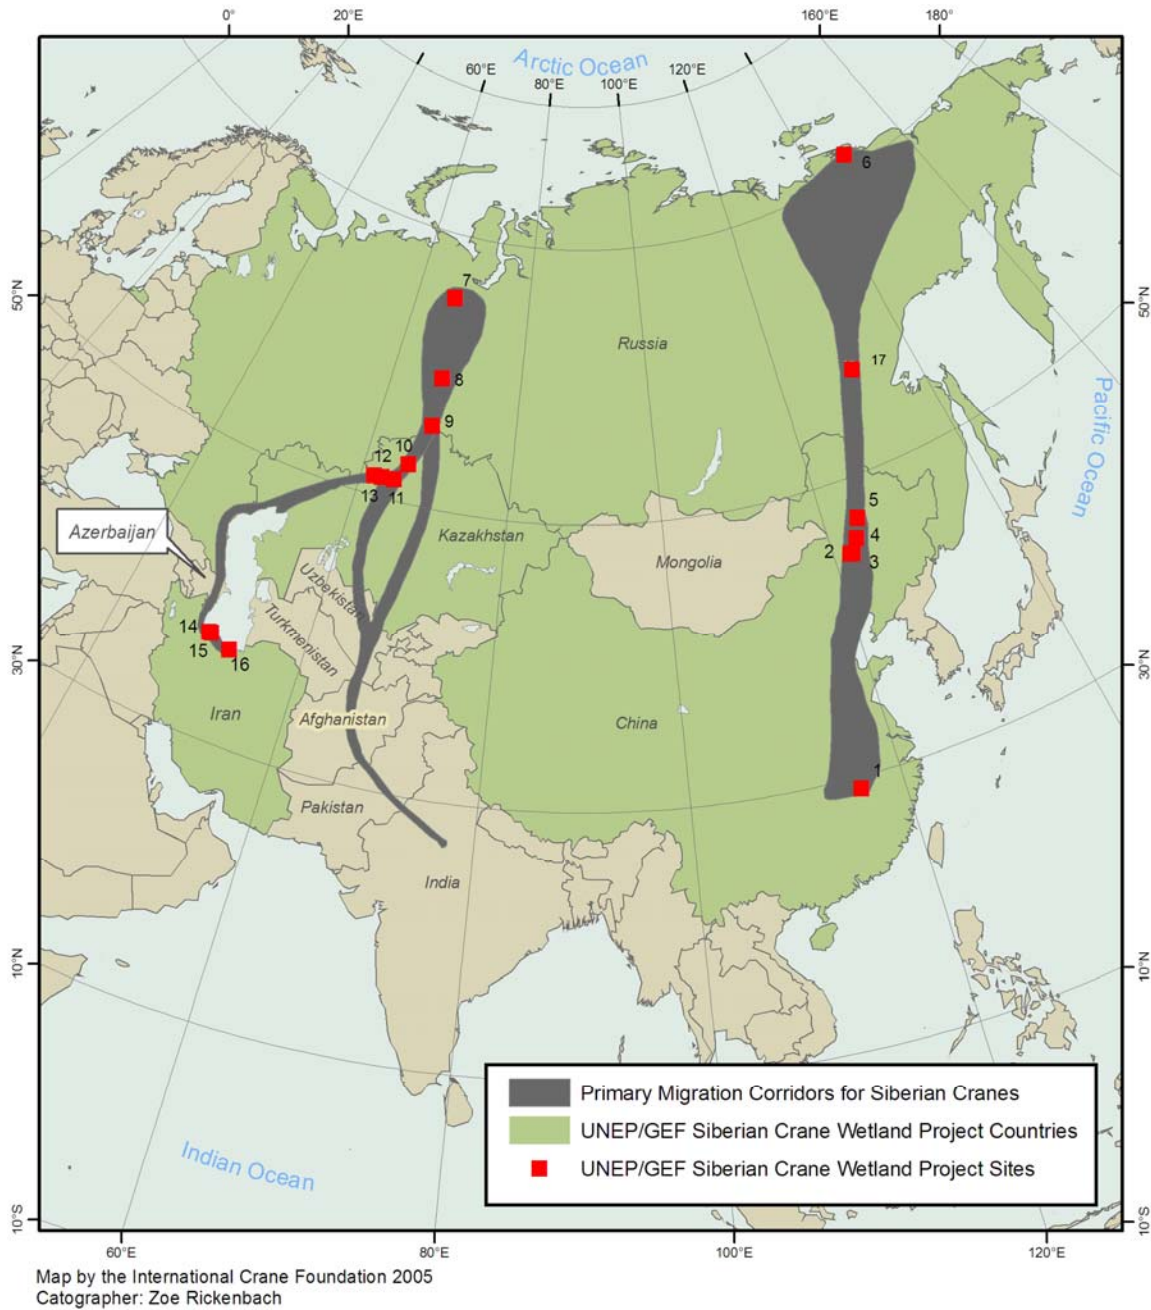 0°
20°E
160°E
180°
Arctic Ocean
60°E
80°E
100°E
120°E
6
50°N
50°N
7
Russia
17
8
9
Pacific Ocean
10
12
13
11
5
Azerbaijan
Kazakhstan
4
2
3
Mongolia
Uzbekistan
Turkmenistan
14
15
16
30°N
30°N
Iran
Afghanistan
China
1
Pakistan
India
10°N
10°N
Primary Migration Corridors for Siberian Cranes
UNEP/GEF Siberian Crane Wetland Project Countries
UNEP/GEF Siberian Crane Wetland Project Sites
Indian Ocean
10°S
10°S
60°E
80°E
100°E
120°E
Map by the International Crane Foundation 2005
Catographer: Zoe Rickenbach